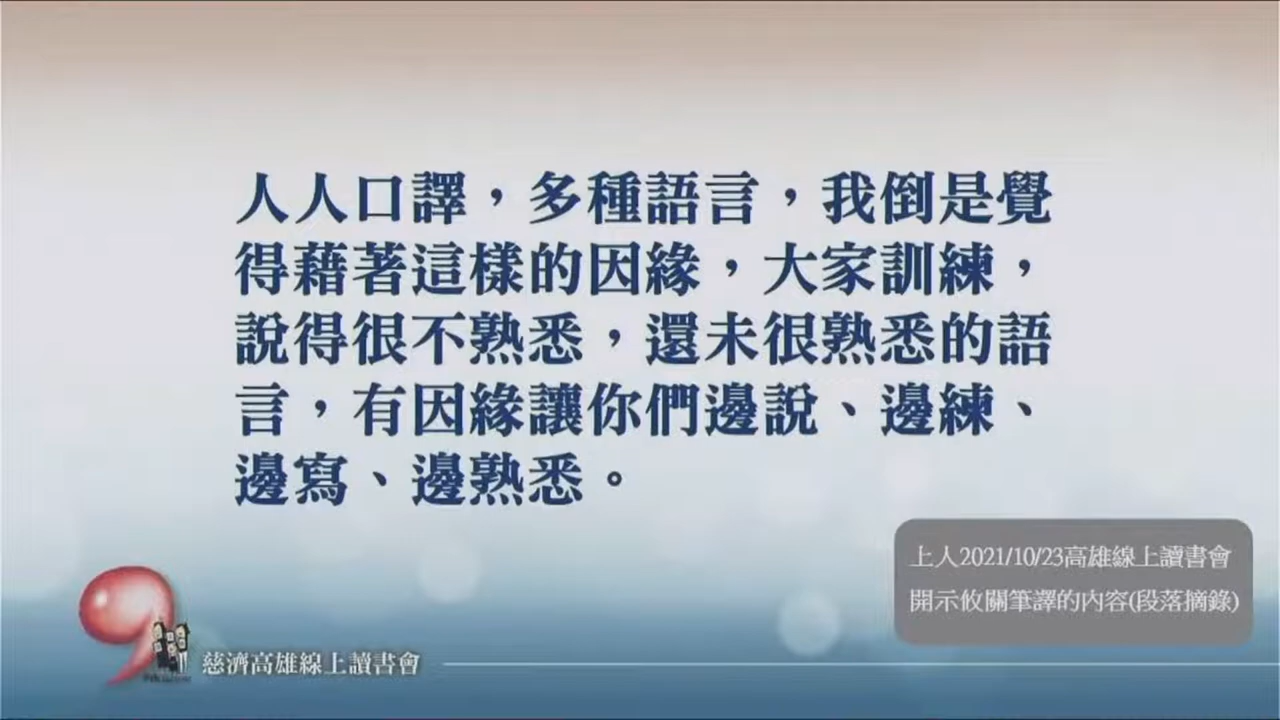 人人口譯，多種語言，我倒是覺
得藉著這樣的因緣，大家訓練，
說得很不熟悉，還未很熟悉的語
言，有因緣讓你們邊說、邊練、
邊寫、邊熟悉。
上人2021/10/23高雄線上讀書會
開示攸關筆譯的內容(段落摘錄)
慈濟高雄線上讀書會